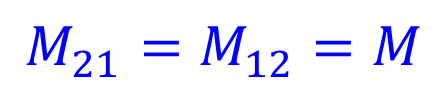 M₂₁ = M₁₂ = M